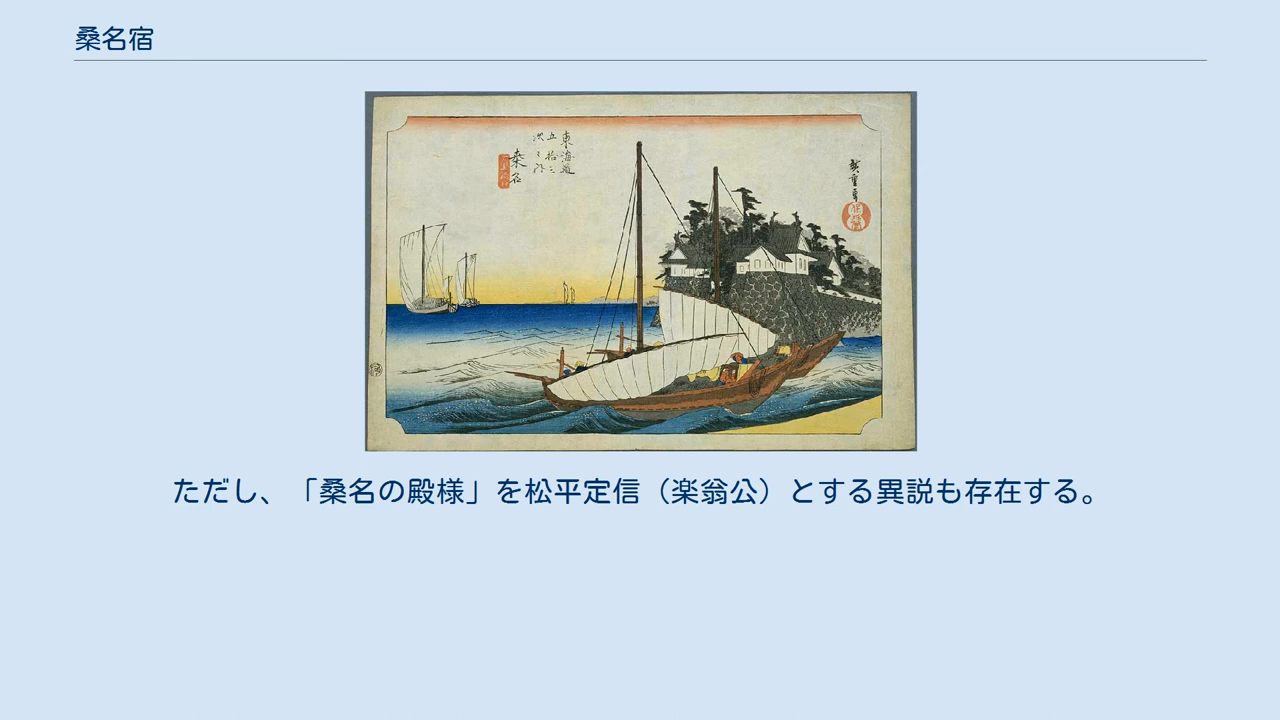 桑名宿
東海道
五拾三
次之内
桑名
廣重画
ただし、「桑名の殿様」を松平定信（楽翁公）とする異説も存在する。